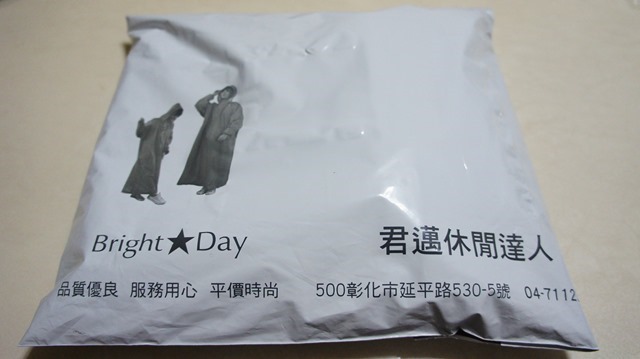 Bright★Day 君邁休閒達人
品質優良 服務用心 平價時尚 500彰化市延平路530-5號 04-7112